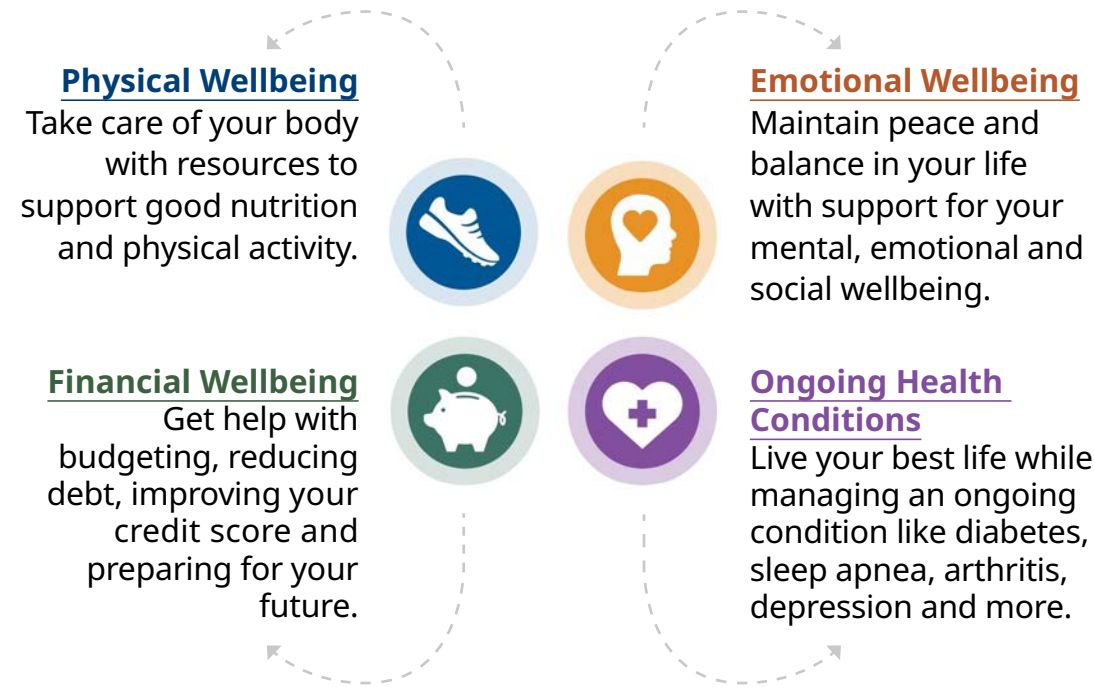 Physical Wellbeing
Take care of your body
with resources to
support good nutrition
and physical activity.
Emotional Wellbeing
Maintain peace and
balance in your life
with support for your
mental, emotional and
social wellbeing.
Financial Wellbeing
Get help with
budgeting, reducing
debt, improving your
credit score and
preparing for your
future.
Ongoing Health
Conditions
Live your best life while
managing an ongoing
condition like diabetes,
sleep apnea, arthritis,
depression and more.